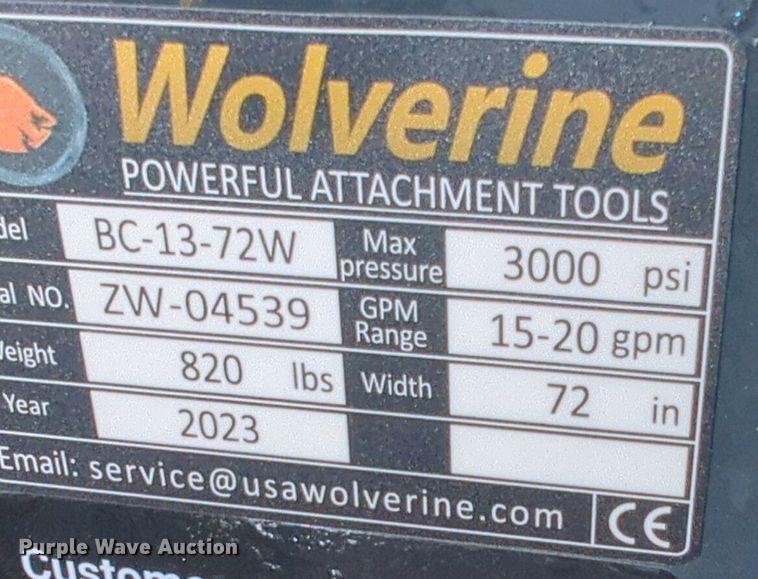 Wolverine
POWERFUL ATTACHMENT TOOLS
del BC-13-72W Max pressure 3000 psi
al NO. ZW-04539 GPM Range 15-20 gpm
eight 820 lbs Width 72 in
Year 2023
Email: service@usawolverine.com CE
Purple Wave Auction
Custome